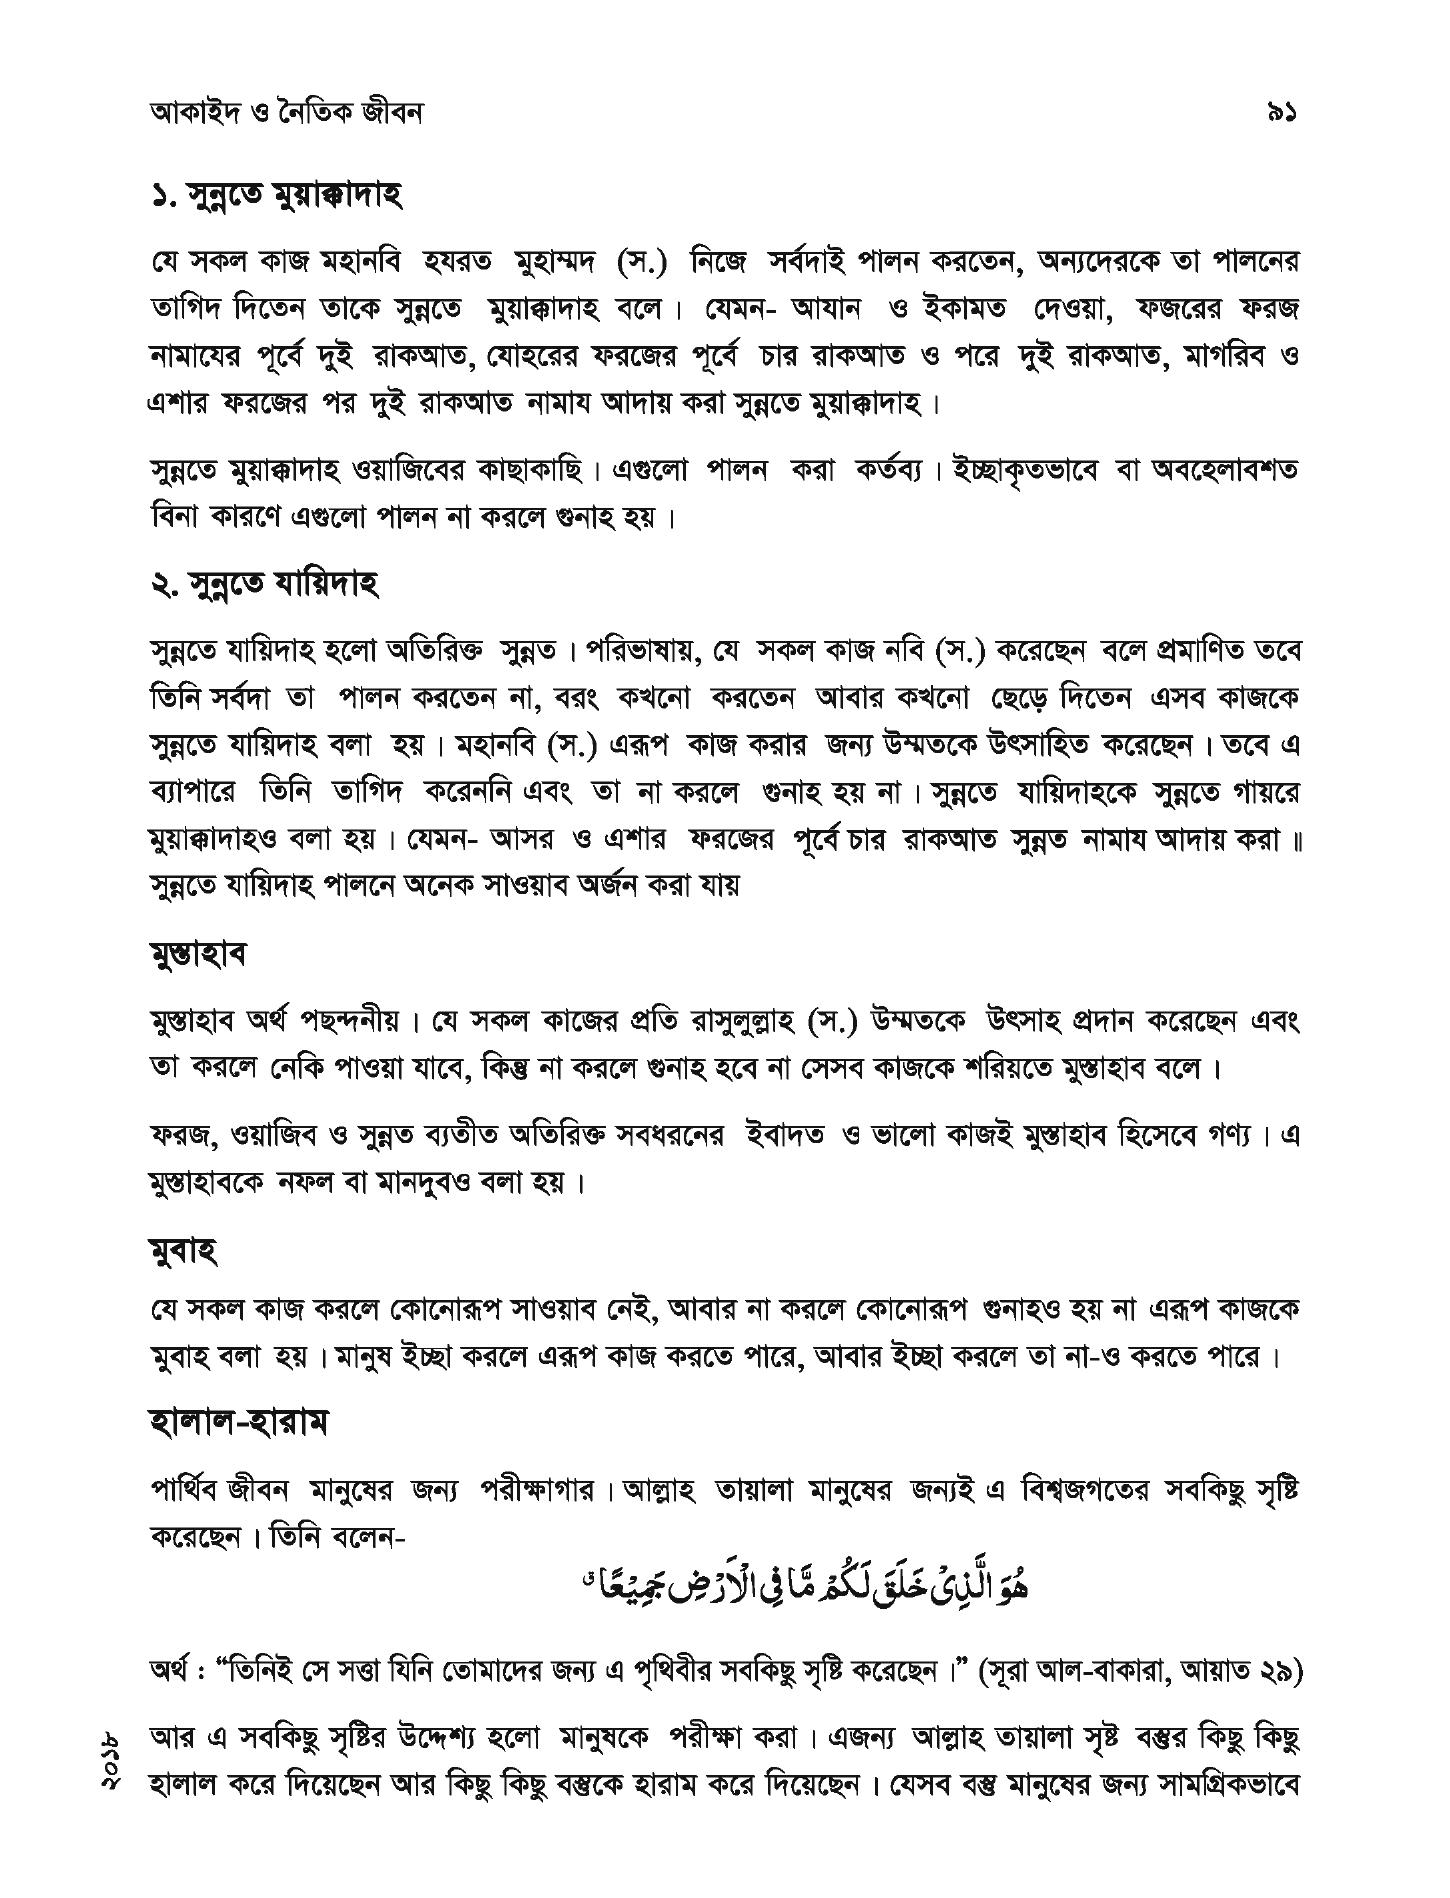 আকাইদ ও নৈতিক জীবন ৯১
১. সুন্নতে মুয়াক্কাদাহ
যে সকল কাজ মহানবি হযরত মুহাম্মদ (স.) নিজে সর্বদাই পালন করতেন, অন্যদেরকে তা পালনের
তাগিদ দিতেন তাকে সুন্নতে মুয়াক্কাদাহ বলে। যেমন- আযান ও ইকামত দেওয়া, ফজরের ফরজ
নামাযের পূর্বে দুই রাকআত, যোহরের ফরজের পূর্বে চার রাকআত ও পরে দুই রাকআত, মাগরিব ও
এশার ফরজের পর দুই রাকআত নামায আদায় করা সুন্নতে মুয়াক্কাদাহ।
সুন্নতে মুয়াক্কাদাহ ওয়াজিবের কাছাকাছি। এগুলো পালন করা কর্তব্য। ইচ্ছাকৃতভাবে বা অবহেলাবশত
বিনা কারণে এগুলো পালন না করলে গুনাহ হয়।
২. সুন্নতে যায়িদাহ
সুন্নতে যায়িদাহ হলো অতিরিক্ত সুন্নত। পরিভাষায়, যে সকল কাজ নবি (স.) করেছেন বলে প্রমাণিত তবে
তিনি সর্বদা তা পালন করতেন না, বরং কখনো করতেন আবার কখনো ছেড়ে দিতেন এসব কাজকে
সুন্নতে যায়িদাহ বলা হয়। মহানবি (স.) এরূপ কাজ করার জন্য উম্মতকে উৎসাহিত করেছেন। তবে এ
ব্যাপারে তিনি তাগিদ করেননি এবং তা না করলে গুনাহ হয় না। সুন্নতে যায়িদাহকে সুন্নতে গায়রে
মুয়াক্কাদাহও বলা হয়। যেমন- আসর ও এশার ফরজের পূর্বে চার রাকআত সুন্নত নামায আদায় করা॥
সুন্নতে যায়িদাহ পালনে অনেক সাওয়াব অর্জন করা যায়
মুস্তাহাব
মুস্তাহাব অর্থ পছন্দনীয়। যে সকল কাজের প্রতি রাসুলুল্লাহ (স.) উম্মতকে উৎসাহ প্রদান করেছেন এবং
তা করলে নেকি পাওয়া যাবে, কিন্তু না করলে গুনাহ হবে না সেসব কাজকে শরিয়তে মুস্তাহাব বলে।
ফরজ, ওয়াজিব ও সুন্নত ব্যতীত অতিরিক্ত সবধরনের ইবাদত ও ভালো কাজই মুস্তাহাব হিসেবে গণ্য। এ
মুস্তাহাবকে নফল বা মানদুবও বলা হয়।
মুবাহ
যে সকল কাজ করলে কোনোরূপ সাওয়াব নেই, আবার না করলে কোনোরূপ গুনাহও হয় না এরূপ কাজকে
মুবাহ বলা হয়। মানুষ ইচ্ছা করলে এরূপ কাজ করতে পারে, আবার ইচ্ছা করলে তা না-ও করতে পারে।
হালাল-হারাম
পার্থিব জীবন মানুষের জন্য পরীক্ষাগার। আল্লাহ তায়ালা মানুষের জন্যই এ বিশ্বজগতের সবকিছু সৃষ্টি
করেছেন। তিনি বলেন-
هُوَ الَّذِىْ خَلَقَ لَكُمْ مَّا فِى الْاَرْضِ جَمِيْعًا ۚ
অর্থ : “তিনিই সে সত্তা যিনি তোমাদের জন্য এ পৃথিবীর সবকিছু সৃষ্টি করেছেন।” (সূরা আল-বাকারা, আয়াত ২৯)
আর এ সবকিছু সৃষ্টির উদ্দেশ্য হলো মানুষকে পরীক্ষা করা। এজন্য আল্লাহ তায়ালা সৃষ্ট বস্তুর কিছু কিছু
হালাল করে দিয়েছেন আর কিছু কিছু বস্তুকে হারাম করে দিয়েছেন। যেসব বস্তু মানুষের জন্য সামগ্রিকভাবে
২০১৮